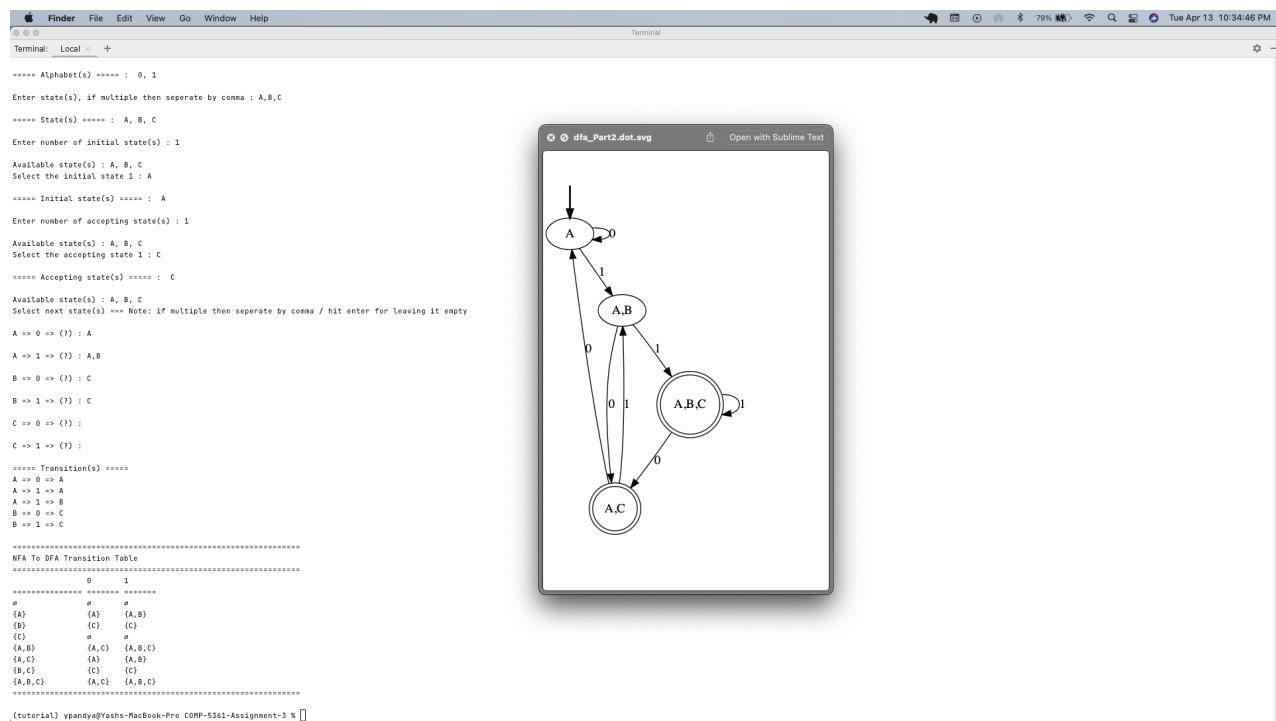 Finder File Edit View Go Window Help 79% Tue Apr 13 10:34:46 PM
Terminal
Terminal: Local × +
===== Alphabet(s) ===== : 0, 1
Enter state(s), if multiple then seperate by comma : A,B,C
===== State(s) ===== : A, B, C
Enter number of initial state(s) : 1
Available state(s) : A, B, C
Select the initial state 1 : A
===== Initial state(s) ===== : A
Enter number of accepting state(s) : 1
Available state(s) : A, B, C
Select the accepting state 1 : C
===== Accepting state(s) ===== : C
Available state(s) : A, B, C
Select next state(s) === Note: if multiple then seperate by comma / hit enter for leaving it empty
A => 0 => (?) : A
A => 1 => (?) : A,B
B => 0 => (?) : C
B => 1 => (?) : C
C => 0 => (?) :
C => 1 => (?) :
===== Transition(s) =====
A => 0 => A
A => 1 => A
A => 1 => B
B => 0 => C
B => 1 => C
==============================================================
NFA To DFA Transition Table
==============================================================
0 1
=============== ======= =======
ø ø ø
{A} {A} {A,B}
{B} {C} {C}
{C} ø ø
{A,B} {A,C} {A,B,C}
{A,C} {A} {A,B}
{B,C} {C} {C}
{A,B,C} {A,C} {A,B,C}
==============================================================
(tutorial) ypandya@Yashs-MacBook-Pro COMP-5361-Assignment-3 %
dfa_Part2.dot.svg Open with Sublime Text
A 0
1
A,B
0 1
0 1 A,B,C 1
0
A,C